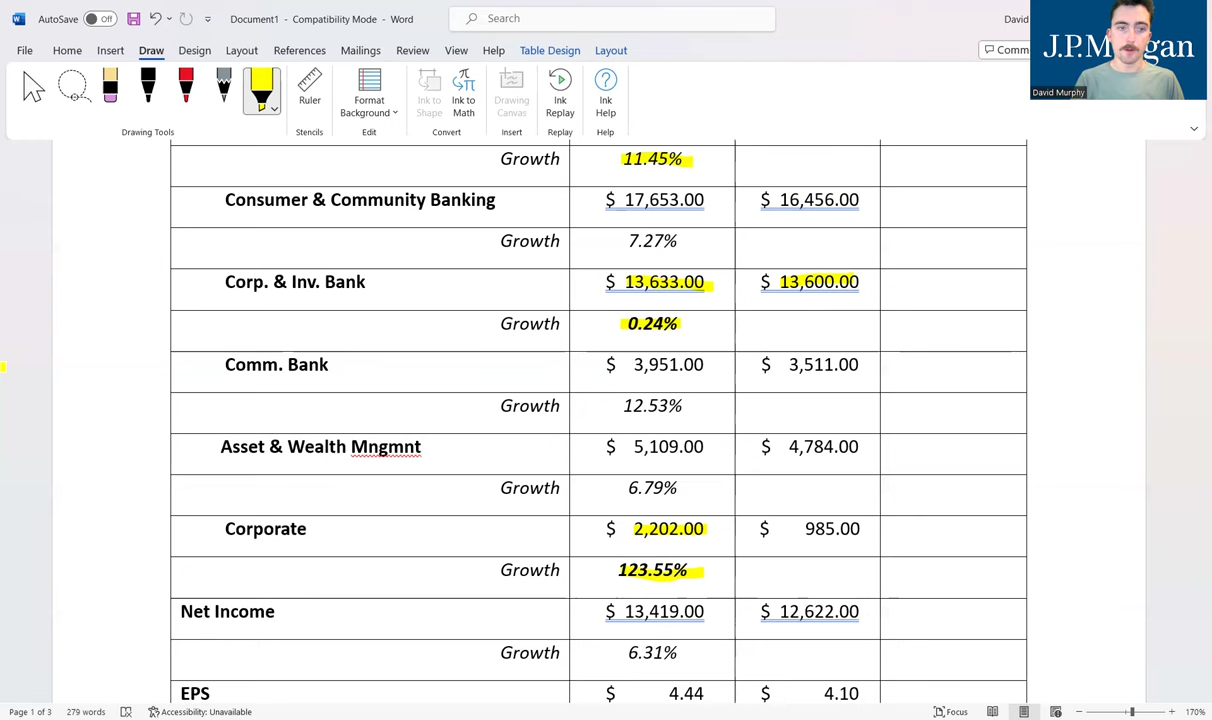 AutoSave Off Document1 - Compatibility Mode - Word Search David
File Home Insert Draw Design Layout References Mailings Review View Help Table Design Layout Comm
J.P.Morgan
Ruler Format Background Ink to Shape Ink to Math Drawing Canvas Ink Replay Ink Help
Drawing Tools Stencils Edit Convert Insert Replay Help
David Murphy
Growth 11.45%
Consumer & Community Banking $ 17,653.00 $ 16,456.00
Growth 7.27%
Corp. & Inv. Bank $ 13,633.00 $ 13,600.00
Growth 0.24%
Comm. Bank $ 3,951.00 $ 3,511.00
Growth 12.53%
Asset & Wealth Mngmnt $ 5,109.00 $ 4,784.00
Growth 6.79%
Corporate $ 2,202.00 $ 985.00
Growth 123.55%
Net Income $ 13,419.00 $ 12,622.00
Growth 6.31%
EPS $ 4.44 $ 4.10
Page 1 of 3 279 words Accessibility: Unavailable Focus 170%